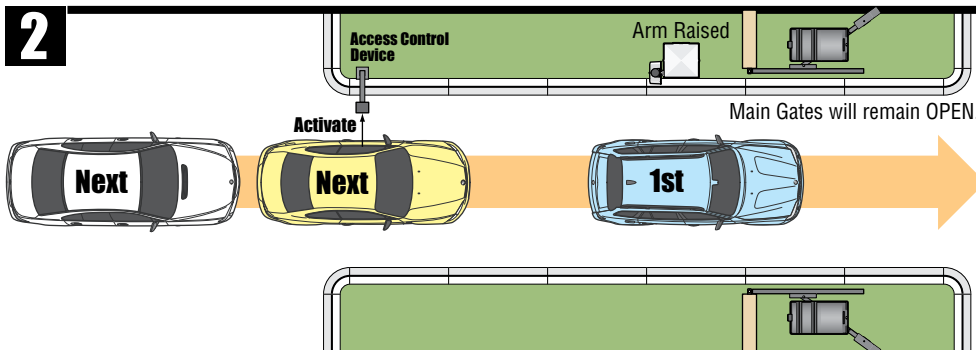 2
Access Control
Device
Arm Raised
Main Gates will remain OPEN.
Activate
Next
Next
1st